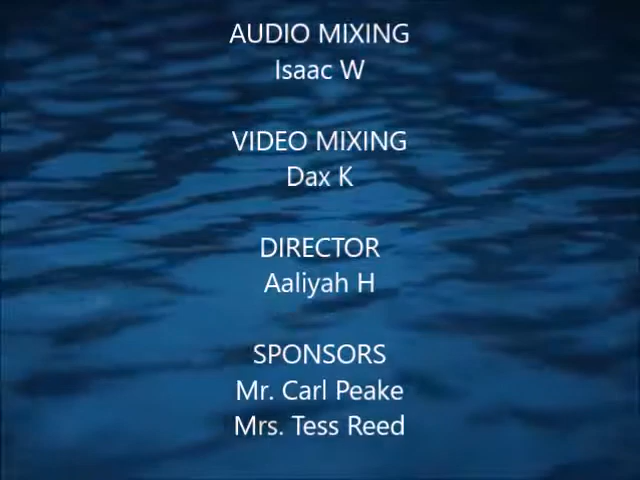 AUDIO MIXING
Isaac W
VIDEO MIXING
Dax K
DIRECTOR
Aaliyah H
SPONSORS
Mr. Carl Peake
Mrs. Tess Reed